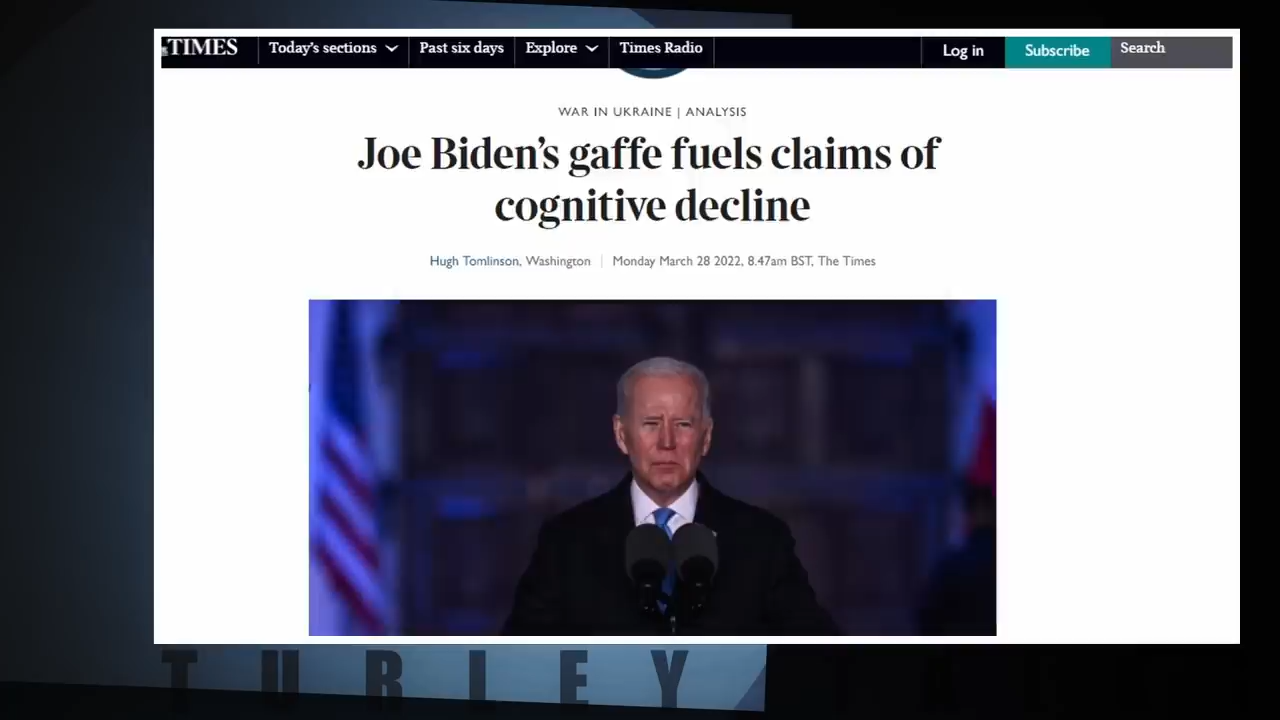 TIMES Today's sections Past six days Explore Times Radio Log in Subscribe Search
WAR IN UKRAINE | ANALYSIS
Joe Biden's gaffe fuels claims of
cognitive decline
Hugh Tomlinson, Washington | Monday March 28 2022, 8.47am BST, The Times
TURLEY